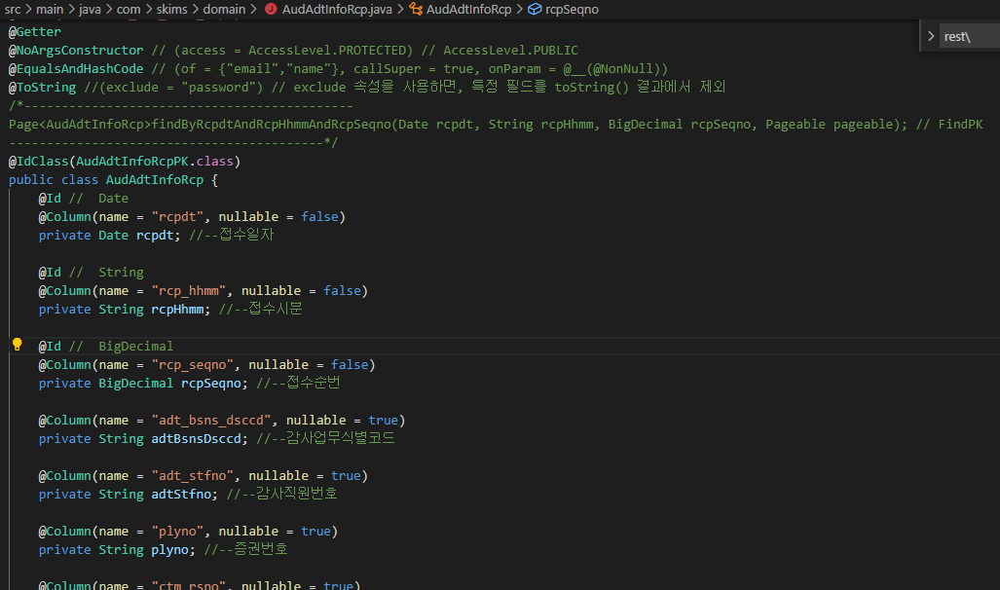 src > main > java > com > skims > domain > AudAdtInfoRcp.java > AudAdtInfoRcp > rcpSeqno
rest\
@Getter
@NoArgsConstructor // (access = AccessLevel.PROTECTED) // AccessLevel.PUBLIC
@EqualsAndHashCode // (of = {"email","name"}, callSuper = true, onParam = @__(@NonNull))
@ToString //(exclude = "password") // exclude 속성을 사용하면, 특정 필드를 toString() 결과에서 제외
/*--------------------------------------------
Page<AudAdtInfoRcp>findByRcpdtAndRcpHhmmAndRcpSeqno(Date rcpdt, String rcpHhmm, BigDecimal rcpSeqno, Pageable pageable); // FindPK
------------------------------------------*/
@IdClass(AudAdtInfoRcpPK.class)
public class AudAdtInfoRcp {
@Id //  Date
@Column(name = "rcpdt", nullable = false)
private Date rcpdt; //--접수일자
@Id //  String
@Column(name = "rcp_hhmm", nullable = false)
private String rcpHhmm; //--접수시분
@Id //  BigDecimal
@Column(name = "rcp_seqno", nullable = false)
private BigDecimal rcpSeqno; //--접수순번
@Column(name = "adt_bsns_dsccd", nullable = true)
private String adtBsnsDsccd; //--감사업무식별코드
@Column(name = "adt_stfno", nullable = true)
private String adtStfno; //--감사직원번호
@Column(name = "plyno", nullable = true)
private String plyno; //--증권번호
@Column(name = "ctm_rsno", nullable = true)